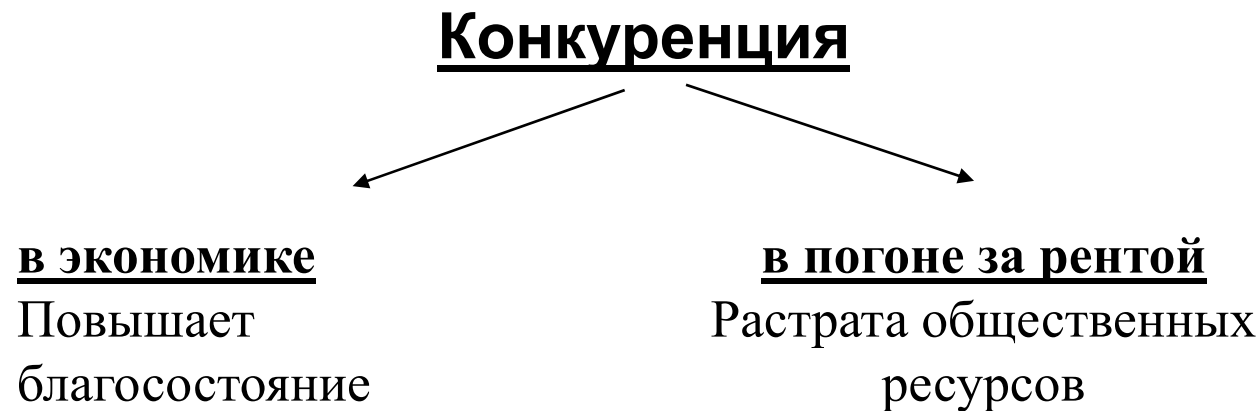 Конкуренция
в экономике
Повышает
благосостояние
в погоне за рентой
Растрата общественных
ресурсов